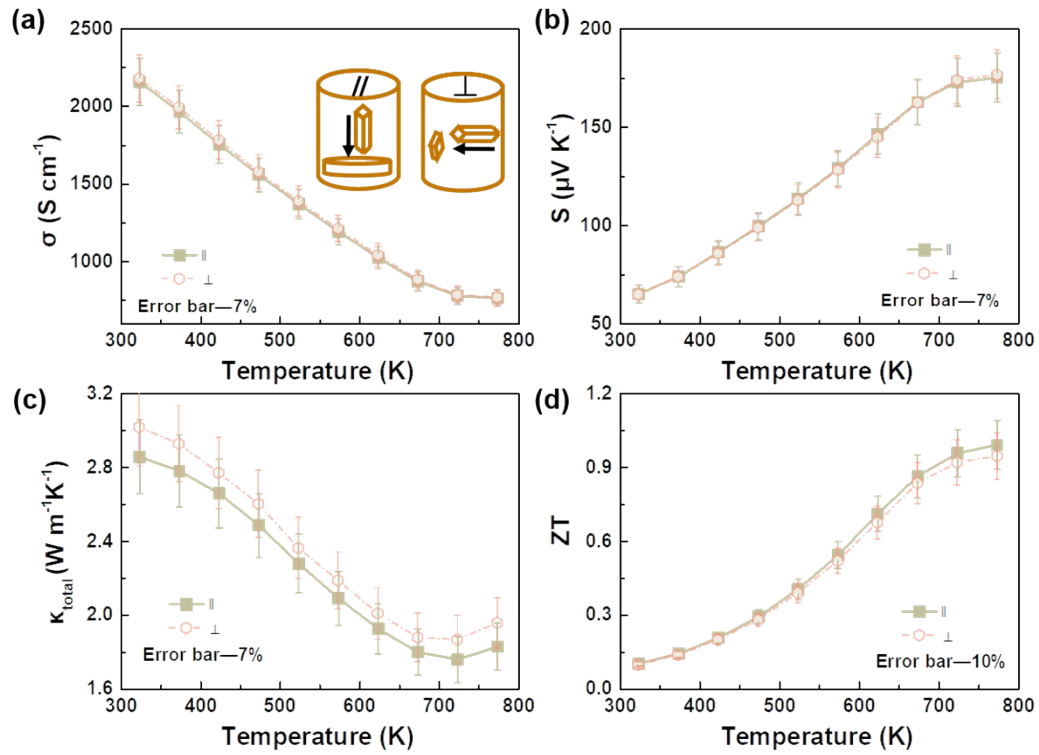 (a)
2500
2000
1500
1000
σ (S cm⁻¹)
//
⊥
∥
⊥
Error bar—7%
300 400 500 600 700 800
Temperature (K)
(b)
200
150
100
50
S (µV K⁻¹)
∥
⊥
Error bar—7%
300 400 500 600 700 800
Temperature (K)
(c)
3.2
2.8
2.4
2.0
1.6
κtotal (W m⁻¹K⁻¹)
∥
⊥
Error bar—7%
300 400 500 600 700 800
Temperature (K)
(d)
1.2
0.9
0.6
0.3
0.0
ZT
∥
⊥
Error bar—10%
300 400 500 600 700 800
Temperature (K)